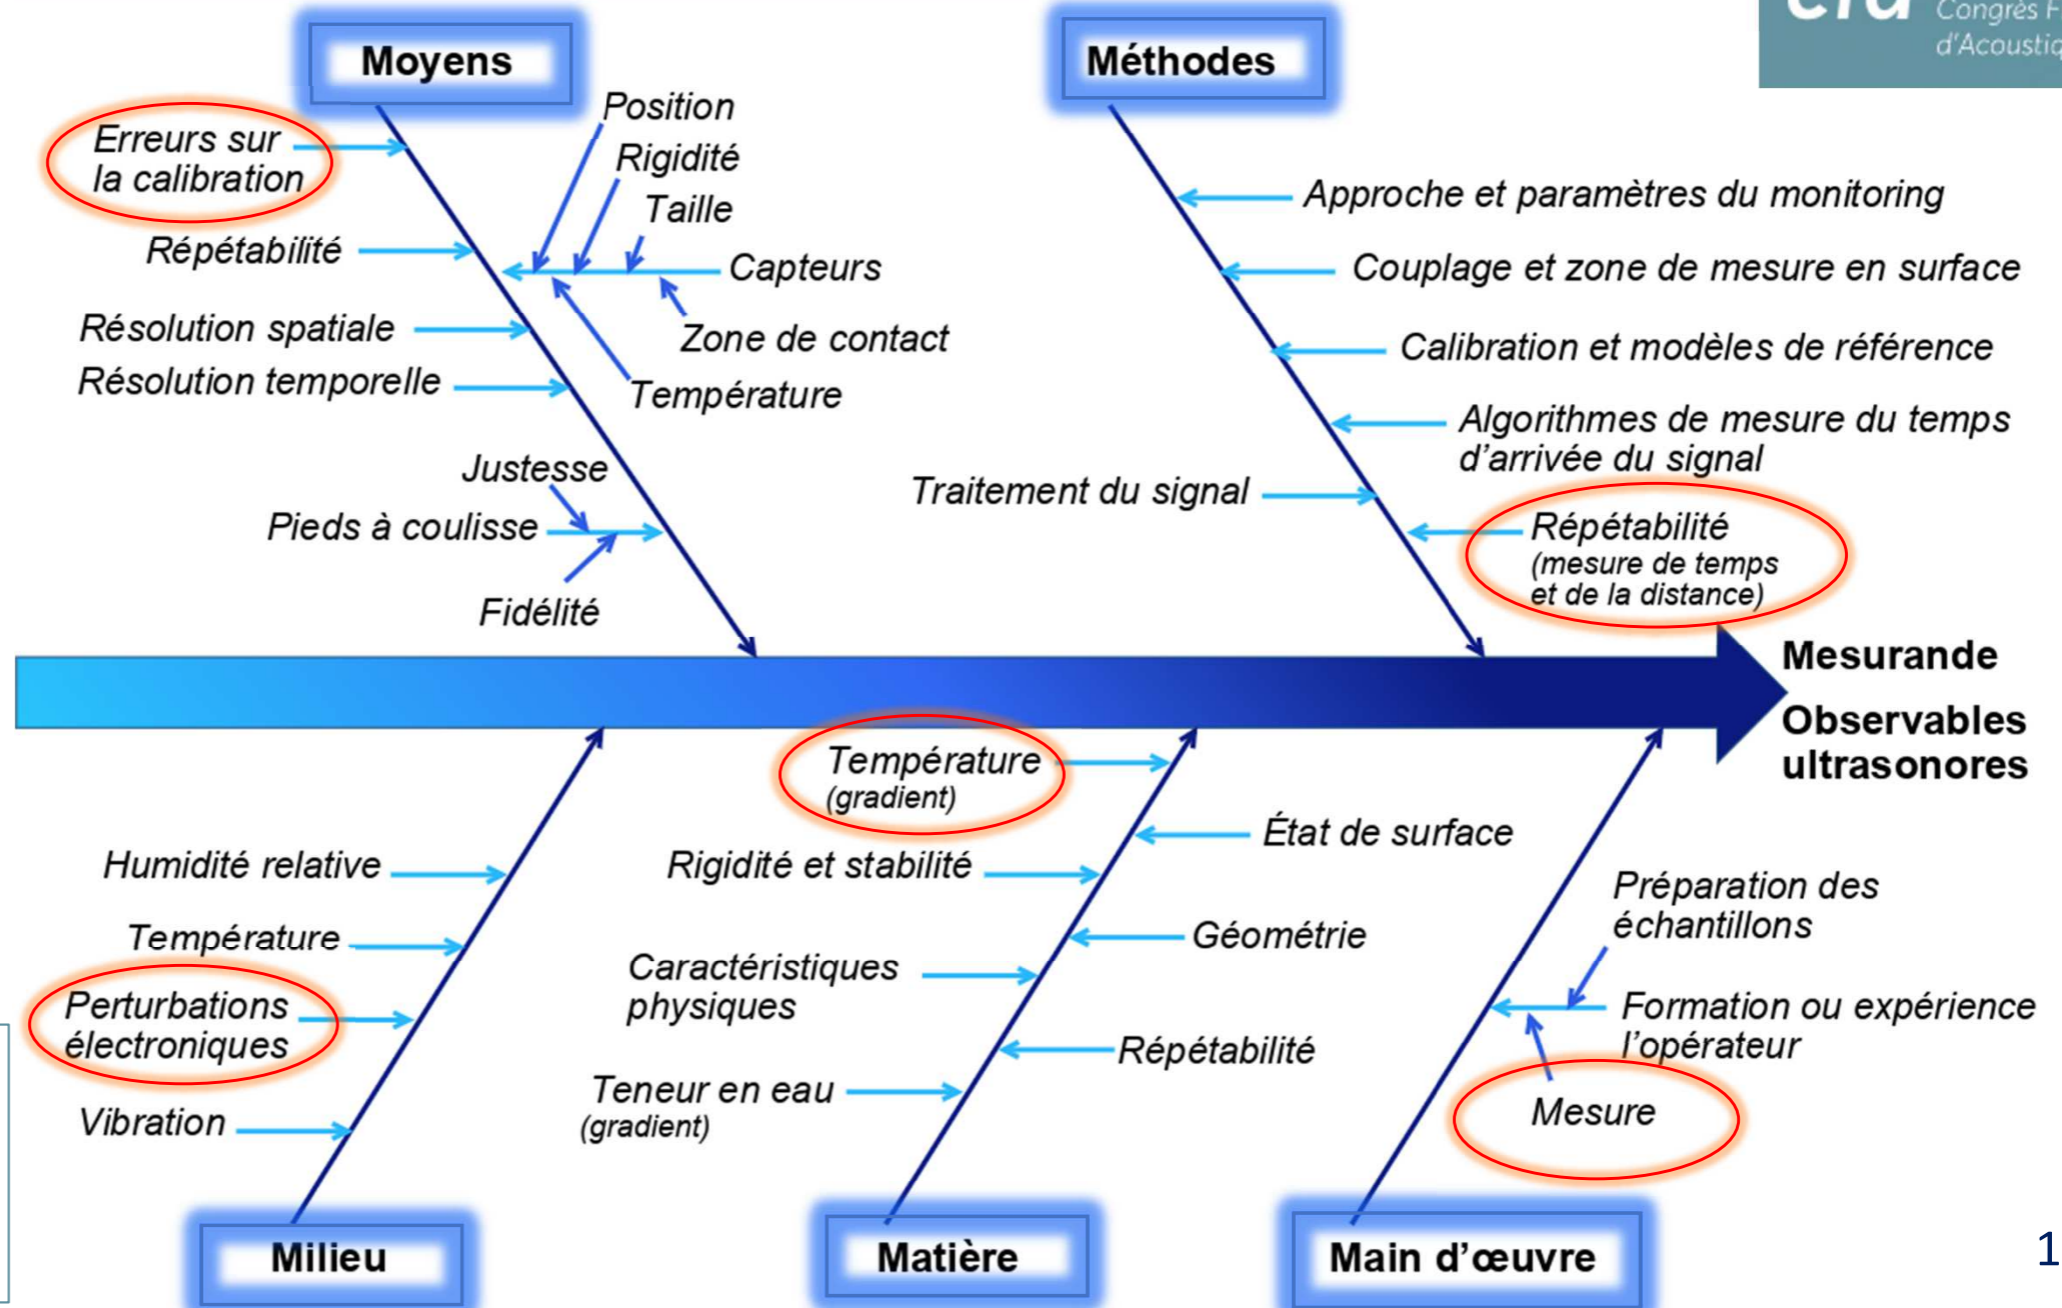 Moyens
Méthodes
Congrès F
d'Acoustiq
Erreurs sur
la calibration
Répétabilité
Résolution spatiale
Résolution temporelle
Position
Rigidité
Taille
Capteurs
Zone de contact
Température
Justesse
Pieds à coulisse
Fidélité
Approche et paramètres du monitoring
Couplage et zone de mesure en surface
Calibration et modèles de référence
Algorithmes de mesure du temps
d'arrivée du signal
Traitement du signal
Répétabilité
(mesure de temps
et de la distance)
Mesurande
Observables
ultrasonores
Humidité relative
Température
Perturbations
électroniques
Vibration
Température
(gradient)
Rigidité et stabilité
Caractéristiques
physiques
Teneur en eau
(gradient)
État de surface
Géométrie
Répétabilité
Préparation des
échantillons
Formation ou expérience
l'opérateur
Mesure
Milieu
Matière
Main d'œuvre
1